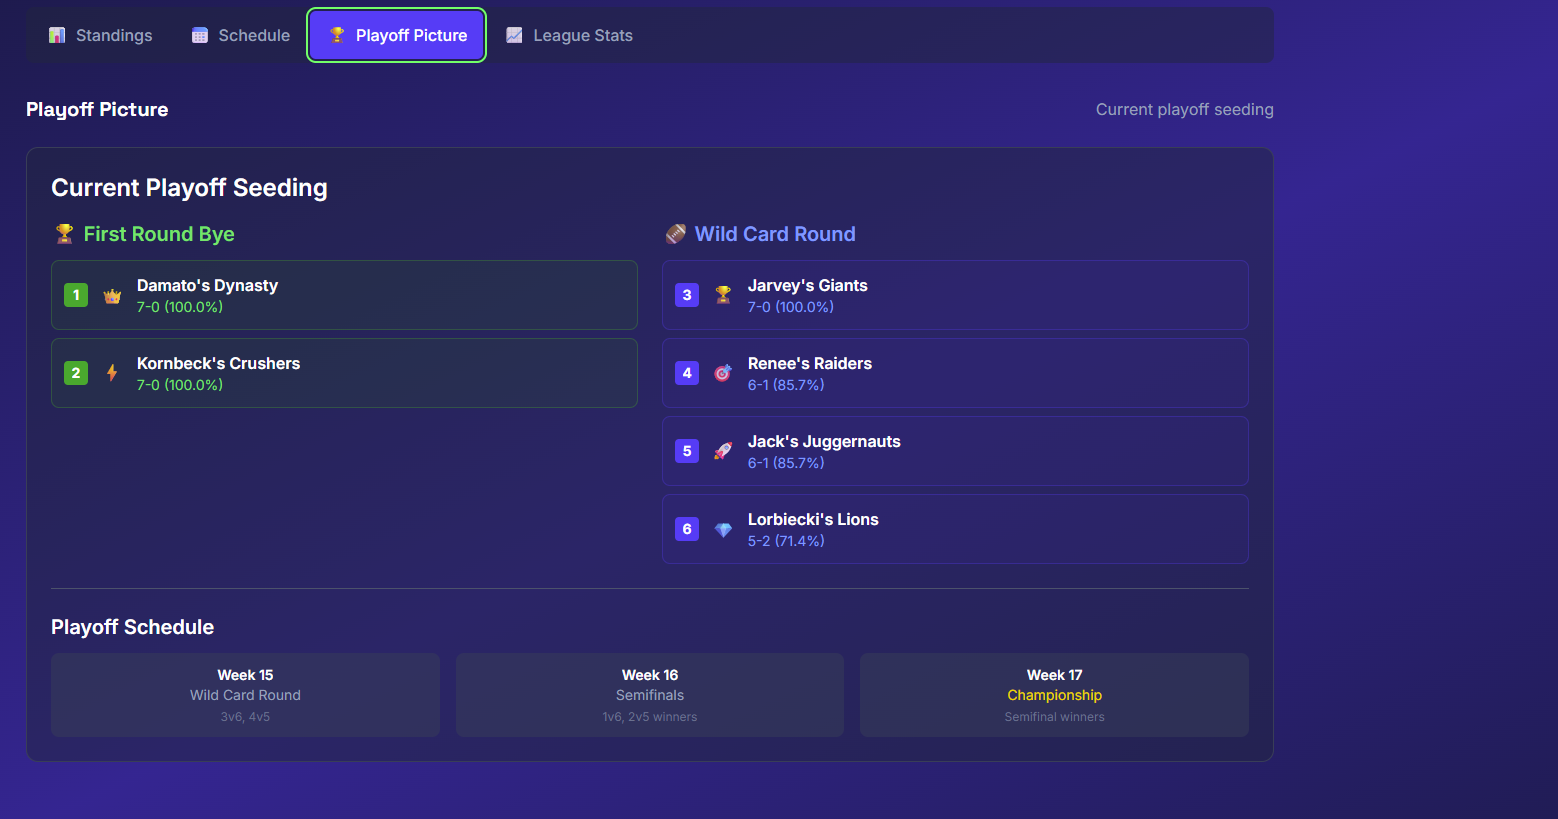 Standings
Schedule
Playoff Picture
League Stats
Playoff Picture
Current playoff seeding
Current Playoff Seeding
First Round Bye
1
Damato's Dynasty
7-0 (100.0%)
2
Kornbeck's Crushers
7-0 (100.0%)
Wild Card Round
3
Jarvey's Giants
7-0 (100.0%)
4
Renee's Raiders
6-1 (85.7%)
5
Jack's Juggernauts
6-1 (85.7%)
6
Lorbiecki's Lions
5-2 (71.4%)
Playoff Schedule
Week 15
Wild Card Round
3v6, 4v5
Week 16
Semifinals
1v6, 2v5 winners
Week 17
Championship
Semifinal winners